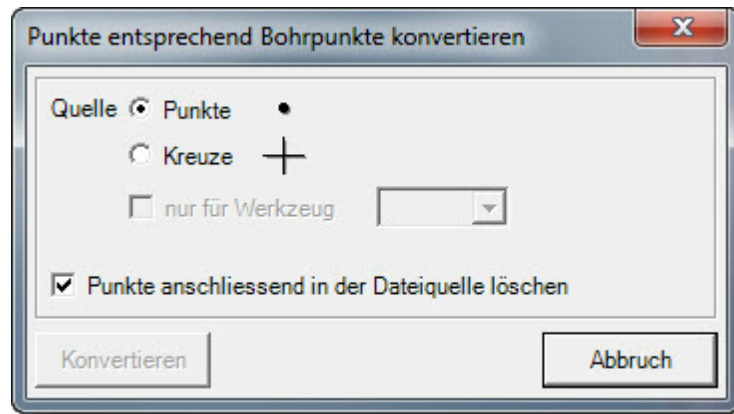 Punkte entsprechend Bohrpunkte konvertieren
Quelle Punkte
Kreuze
nur für Werkzeug
Punkte anschliessend in der Dateiquelle löschen
Konvertieren Abbruch